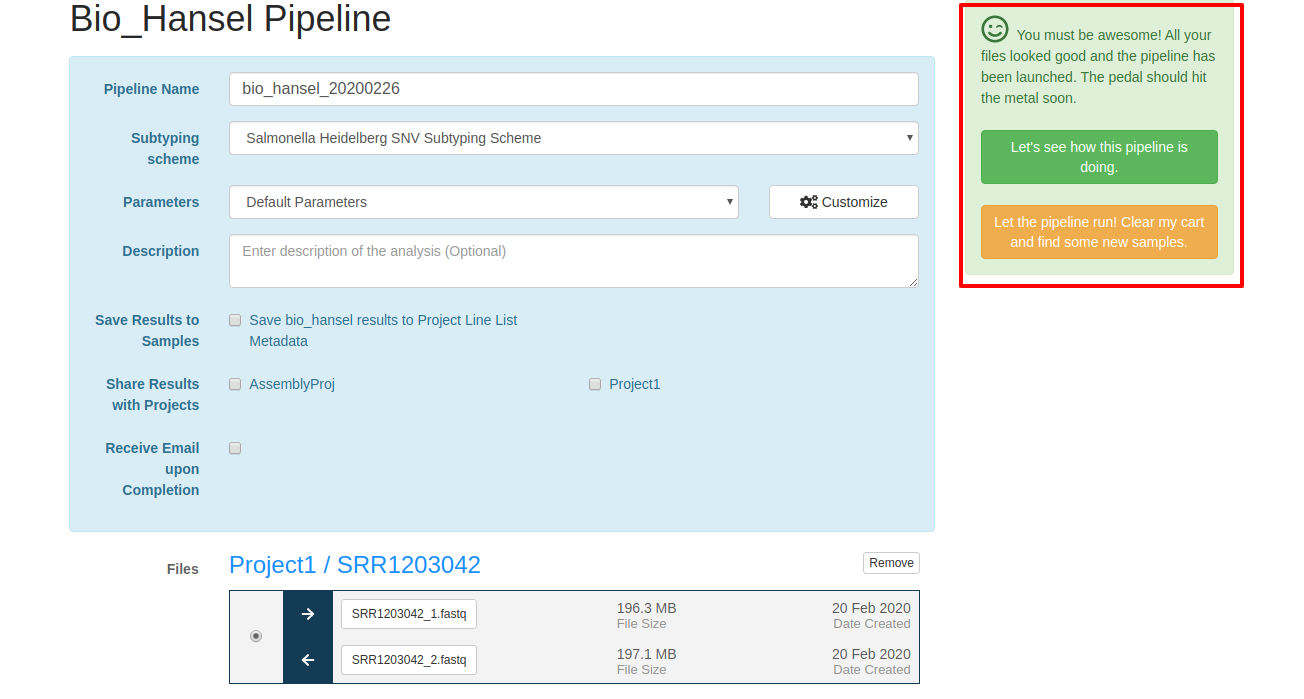 Bio_Hansel Pipeline
Pipeline Name
bio_hansel_20200226
Subtyping
scheme
Salmonella Heidelberg SNV Subtyping Scheme
Parameters
Default Parameters
Customize
Description
Enter description of the analysis (Optional)
Save Results to
Samples
Save bio_hansel results to Project Line List
Metadata
Share Results
with Projects
AssemblyProj
Project1
Receive Email
upon
Completion
You must be awesome! All your
files looked good and the pipeline has
been launched. The pedal should hit
the metal soon.
Let's see how this pipeline is
doing.
Let the pipeline run! Clear my cart
and find some new samples.
Files
Project1 / SRR1203042
Remove
SRR1203042_1.fastq
196.3 MB
File Size
20 Feb 2020
Date Created
SRR1203042_2.fastq
197.1 MB
File Size
20 Feb 2020
Date Created